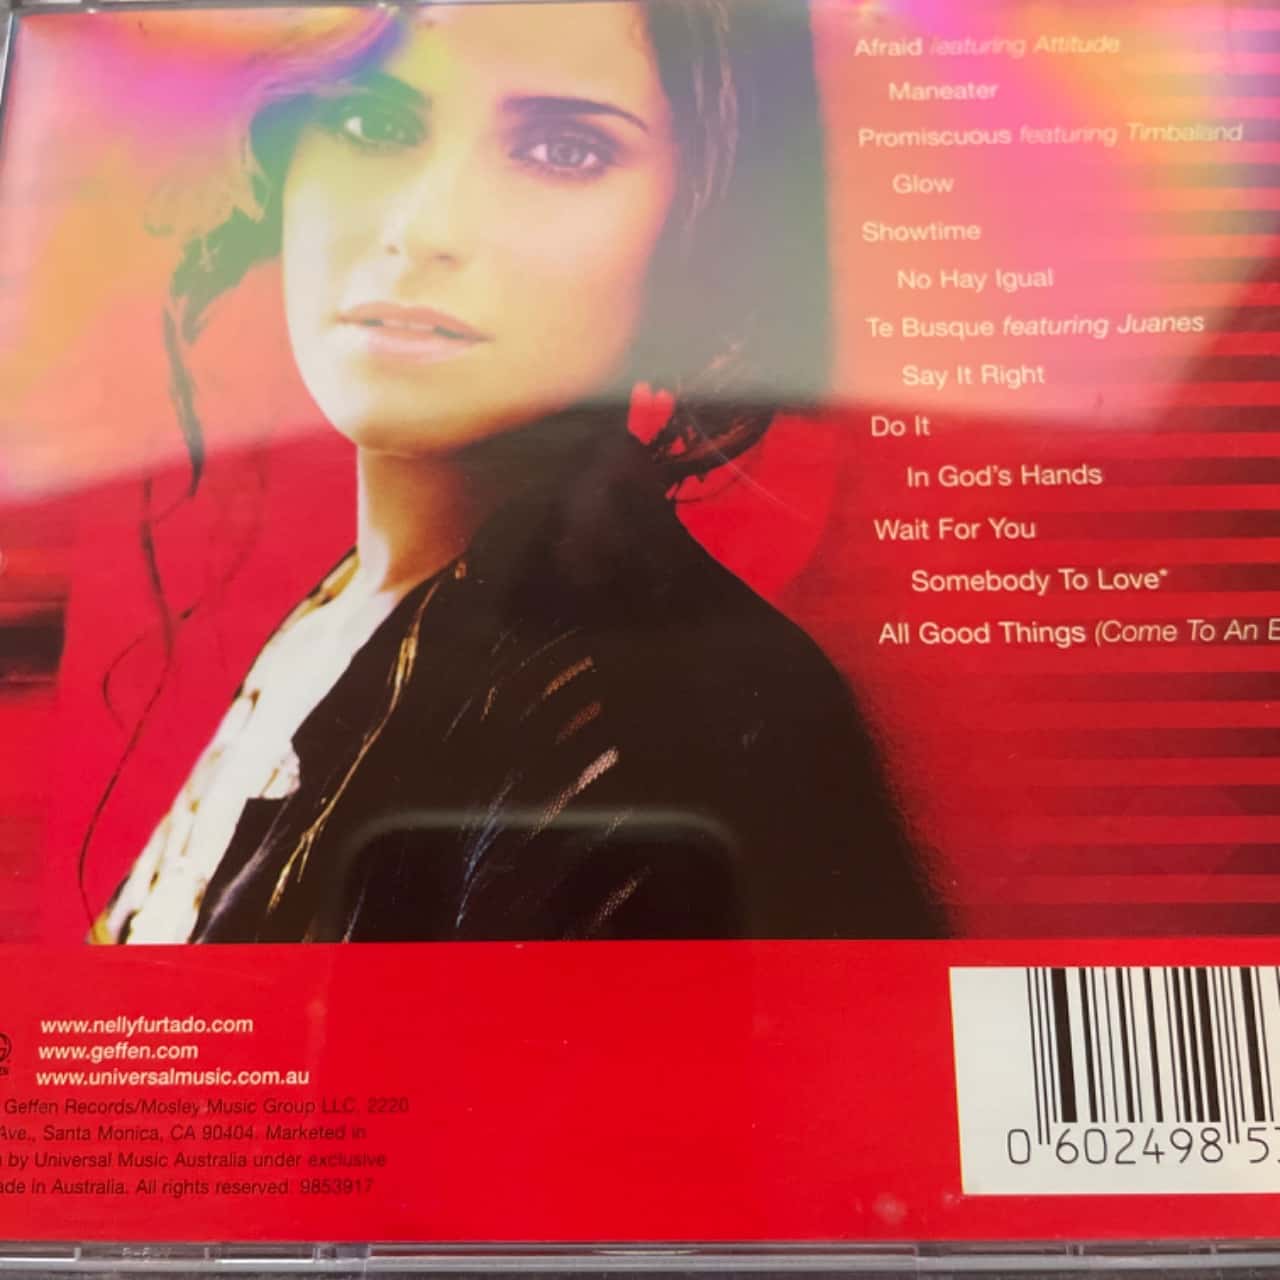 Afraid featuring Attitude
Maneater
Promiscuous featuring Timbaland
Glow
Showtime
No Hay Igual
Te Busque featuring Juanes
Say It Right
Do It
In God's Hands
Wait For You
Somebody To Love*
All Good Things (Come To An E
www.nellyfurtado.com
www.geffen.com
www.universalmusic.com.au
Geffen Records/Mosley Music Group LLC. 2220
Ave., Santa Monica, CA 90404. Marketed in
by Universal Music Australia under exclusive
ade in Australia. All rights reserved. 9853917
0 602498 53